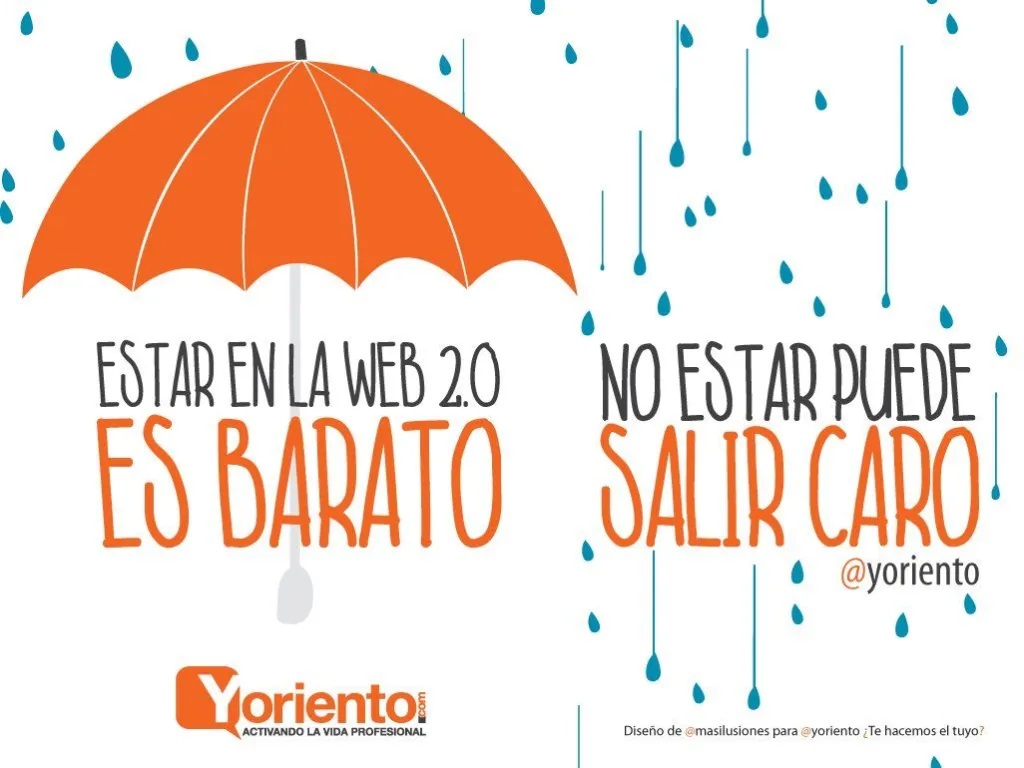 ESTAR EN LA WEB 2.0
ES BARATO
NO ESTAR PUEDE
SALIR CARO
@yoriento
Yoriento.com
ACTIVANDO LA VIDA PROFESIONAL
Diseño de @masilusiones para @yoriento ¿Te hacemos el tuyo?